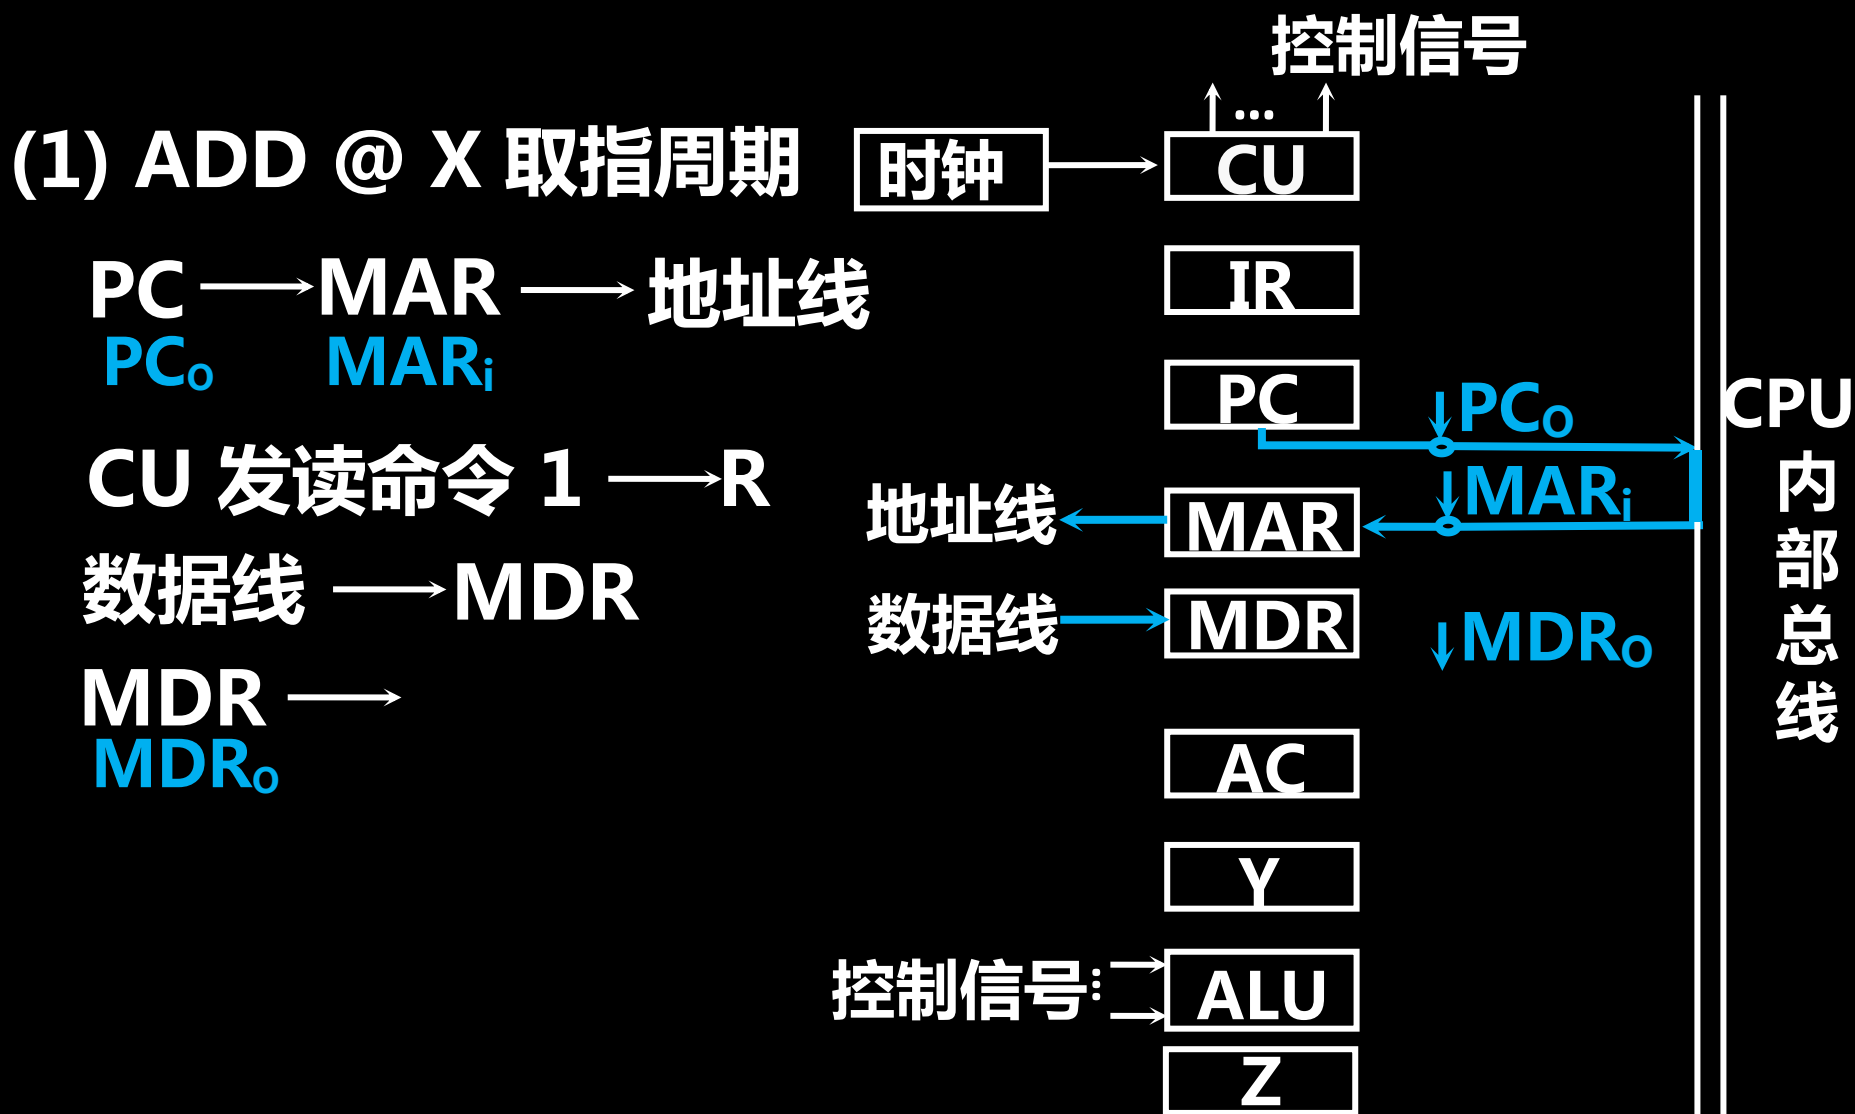 控制信号
...
(1) ADD @ X 取指周期
时钟
CU
PC → MAR → 地址线
PCO MARi
IR
PC
PCO
CPU
内
部
总
线
CU 发读命令 1 → R
地址线
MAR
MARi
数据线 → MDR
数据线
MDR
MDRO
MDR →
MDRO
AC
Y
控制信号
...
ALU
Z